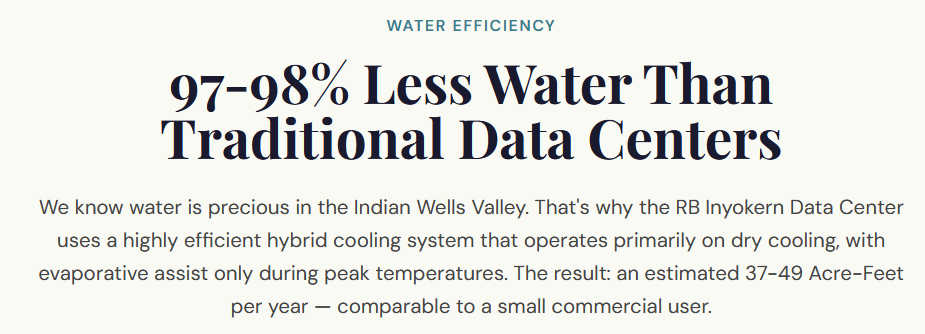 WATER EFFICIENCY
97-98% Less Water Than
Traditional Data Centers
We know water is precious in the Indian Wells Valley. That's why the RB Inyokern Data Center
uses a highly efficient hybrid cooling system that operates primarily on dry cooling, with
evaporative assist only during peak temperatures. The result: an estimated 37-49 Acre-Feet
per year — comparable to a small commercial user.